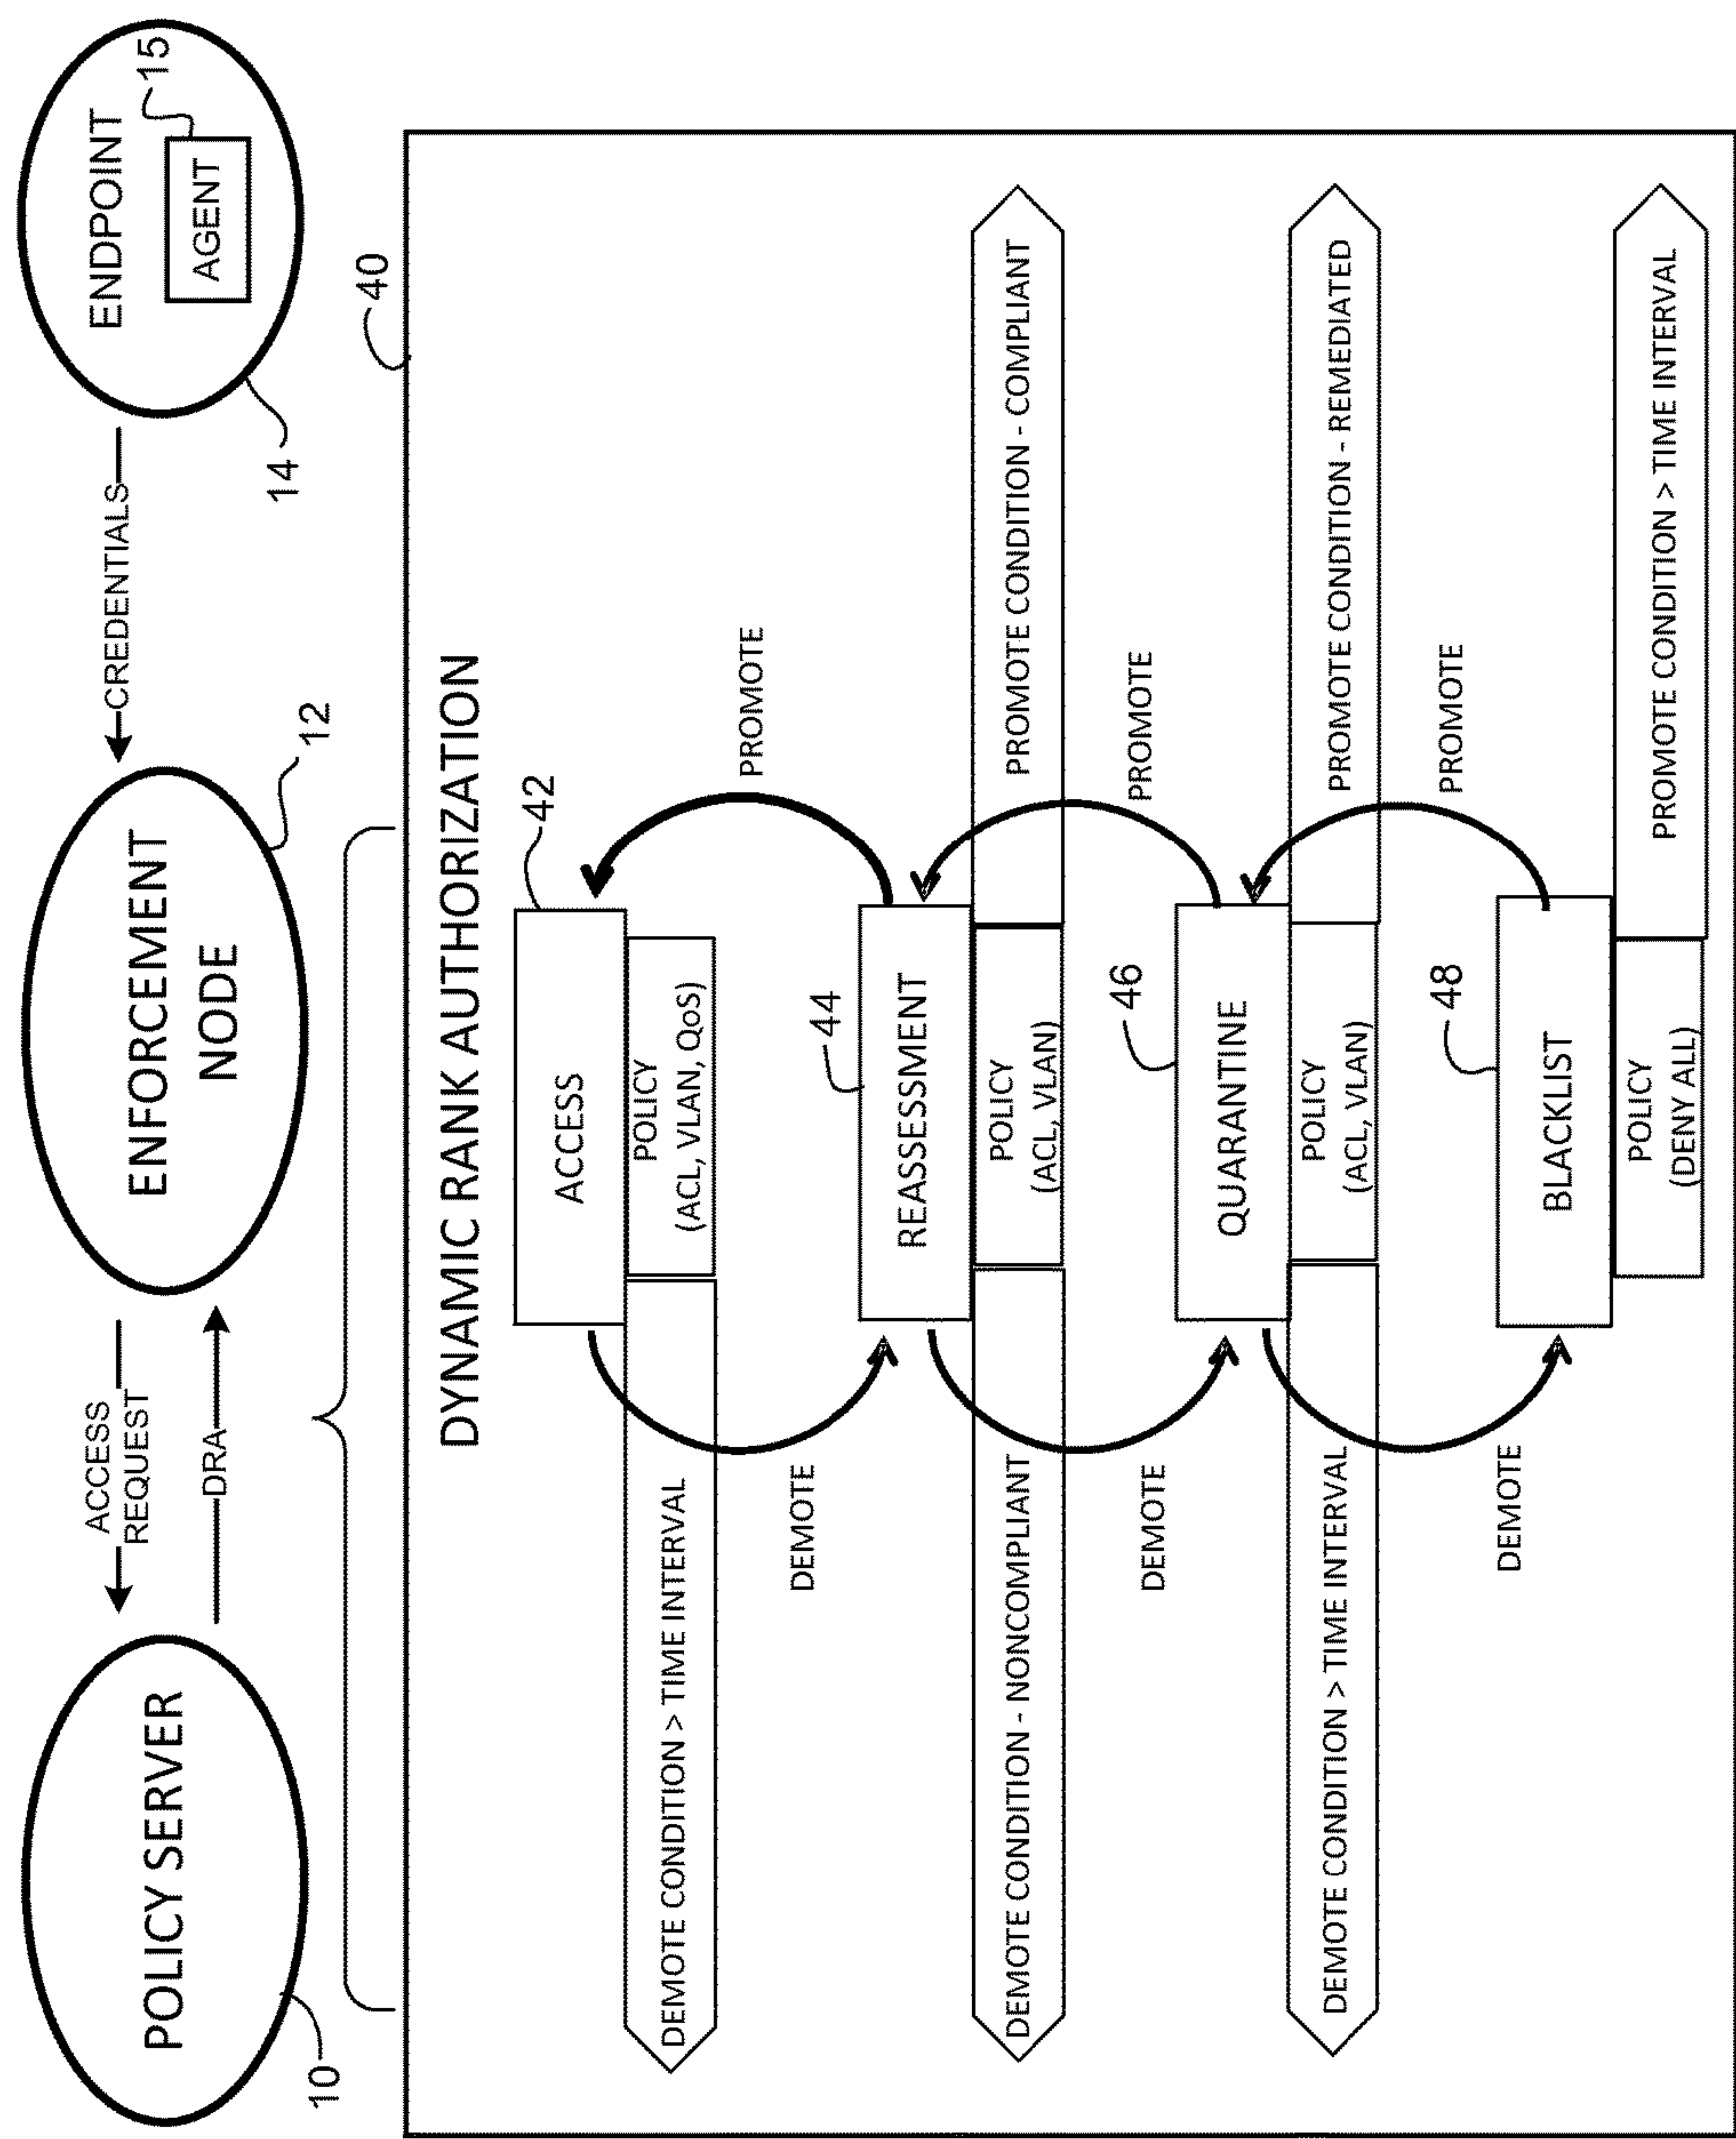 POLICY SERVER
10
ACCESS
REQUEST
DRA
ENFORCEMENT
NODE
12
CREDENTIALS
ENDPOINT
AGENT
15
14
40
DYNAMIC RANK AUTHORIZATION
42
ACCESS
POLICY
(ACL, VLAN, QoS)
DEMOTE CONDITION > TIME INTERVAL
DEMOTE
PROMOTE
44
REASSESSMENT
POLICY
(ACL, VLAN)
DEMOTE CONDITION - NONCOMPLIANT
PROMOTE CONDITION - COMPLIANT
DEMOTE
PROMOTE
46
QUARANTINE
POLICY
(ACL, VLAN)
DEMOTE CONDITION > TIME INTERVAL
PROMOTE CONDITION - REMEDIATED
DEMOTE
PROMOTE
48
BLACKLIST
POLICY
(DENY ALL)
PROMOTE CONDITION > TIME INTERVAL